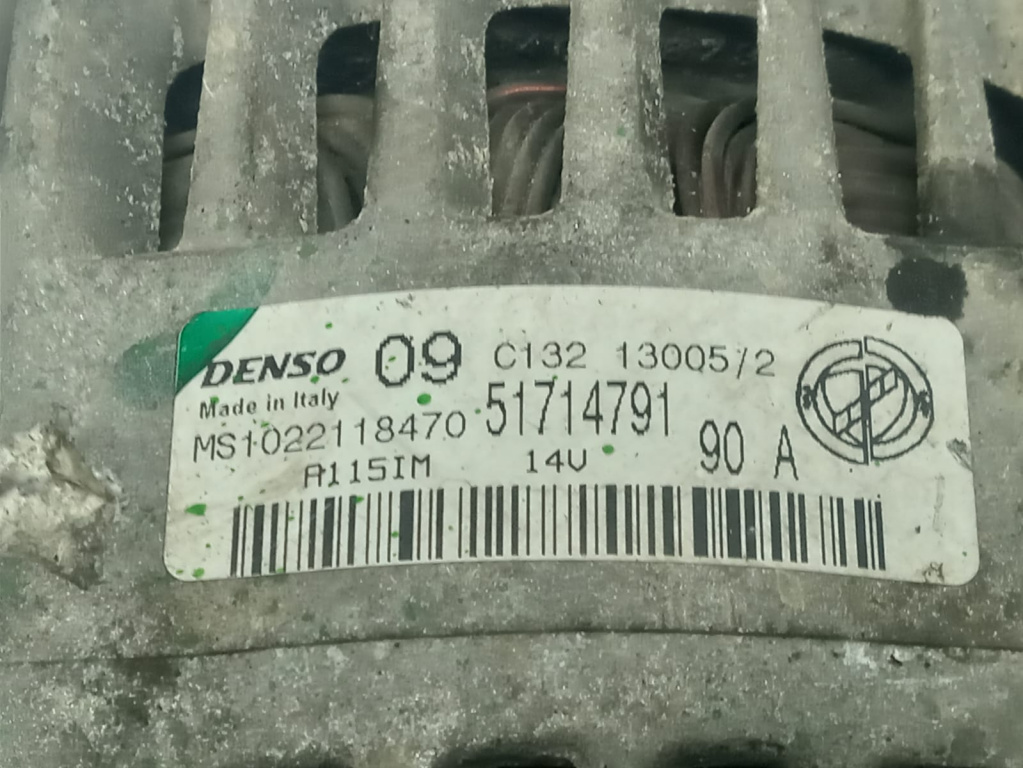 DENSO 09 C132 13005/2
Made in Italy
MS1022118470 51714791
A115IM 14V 90 A